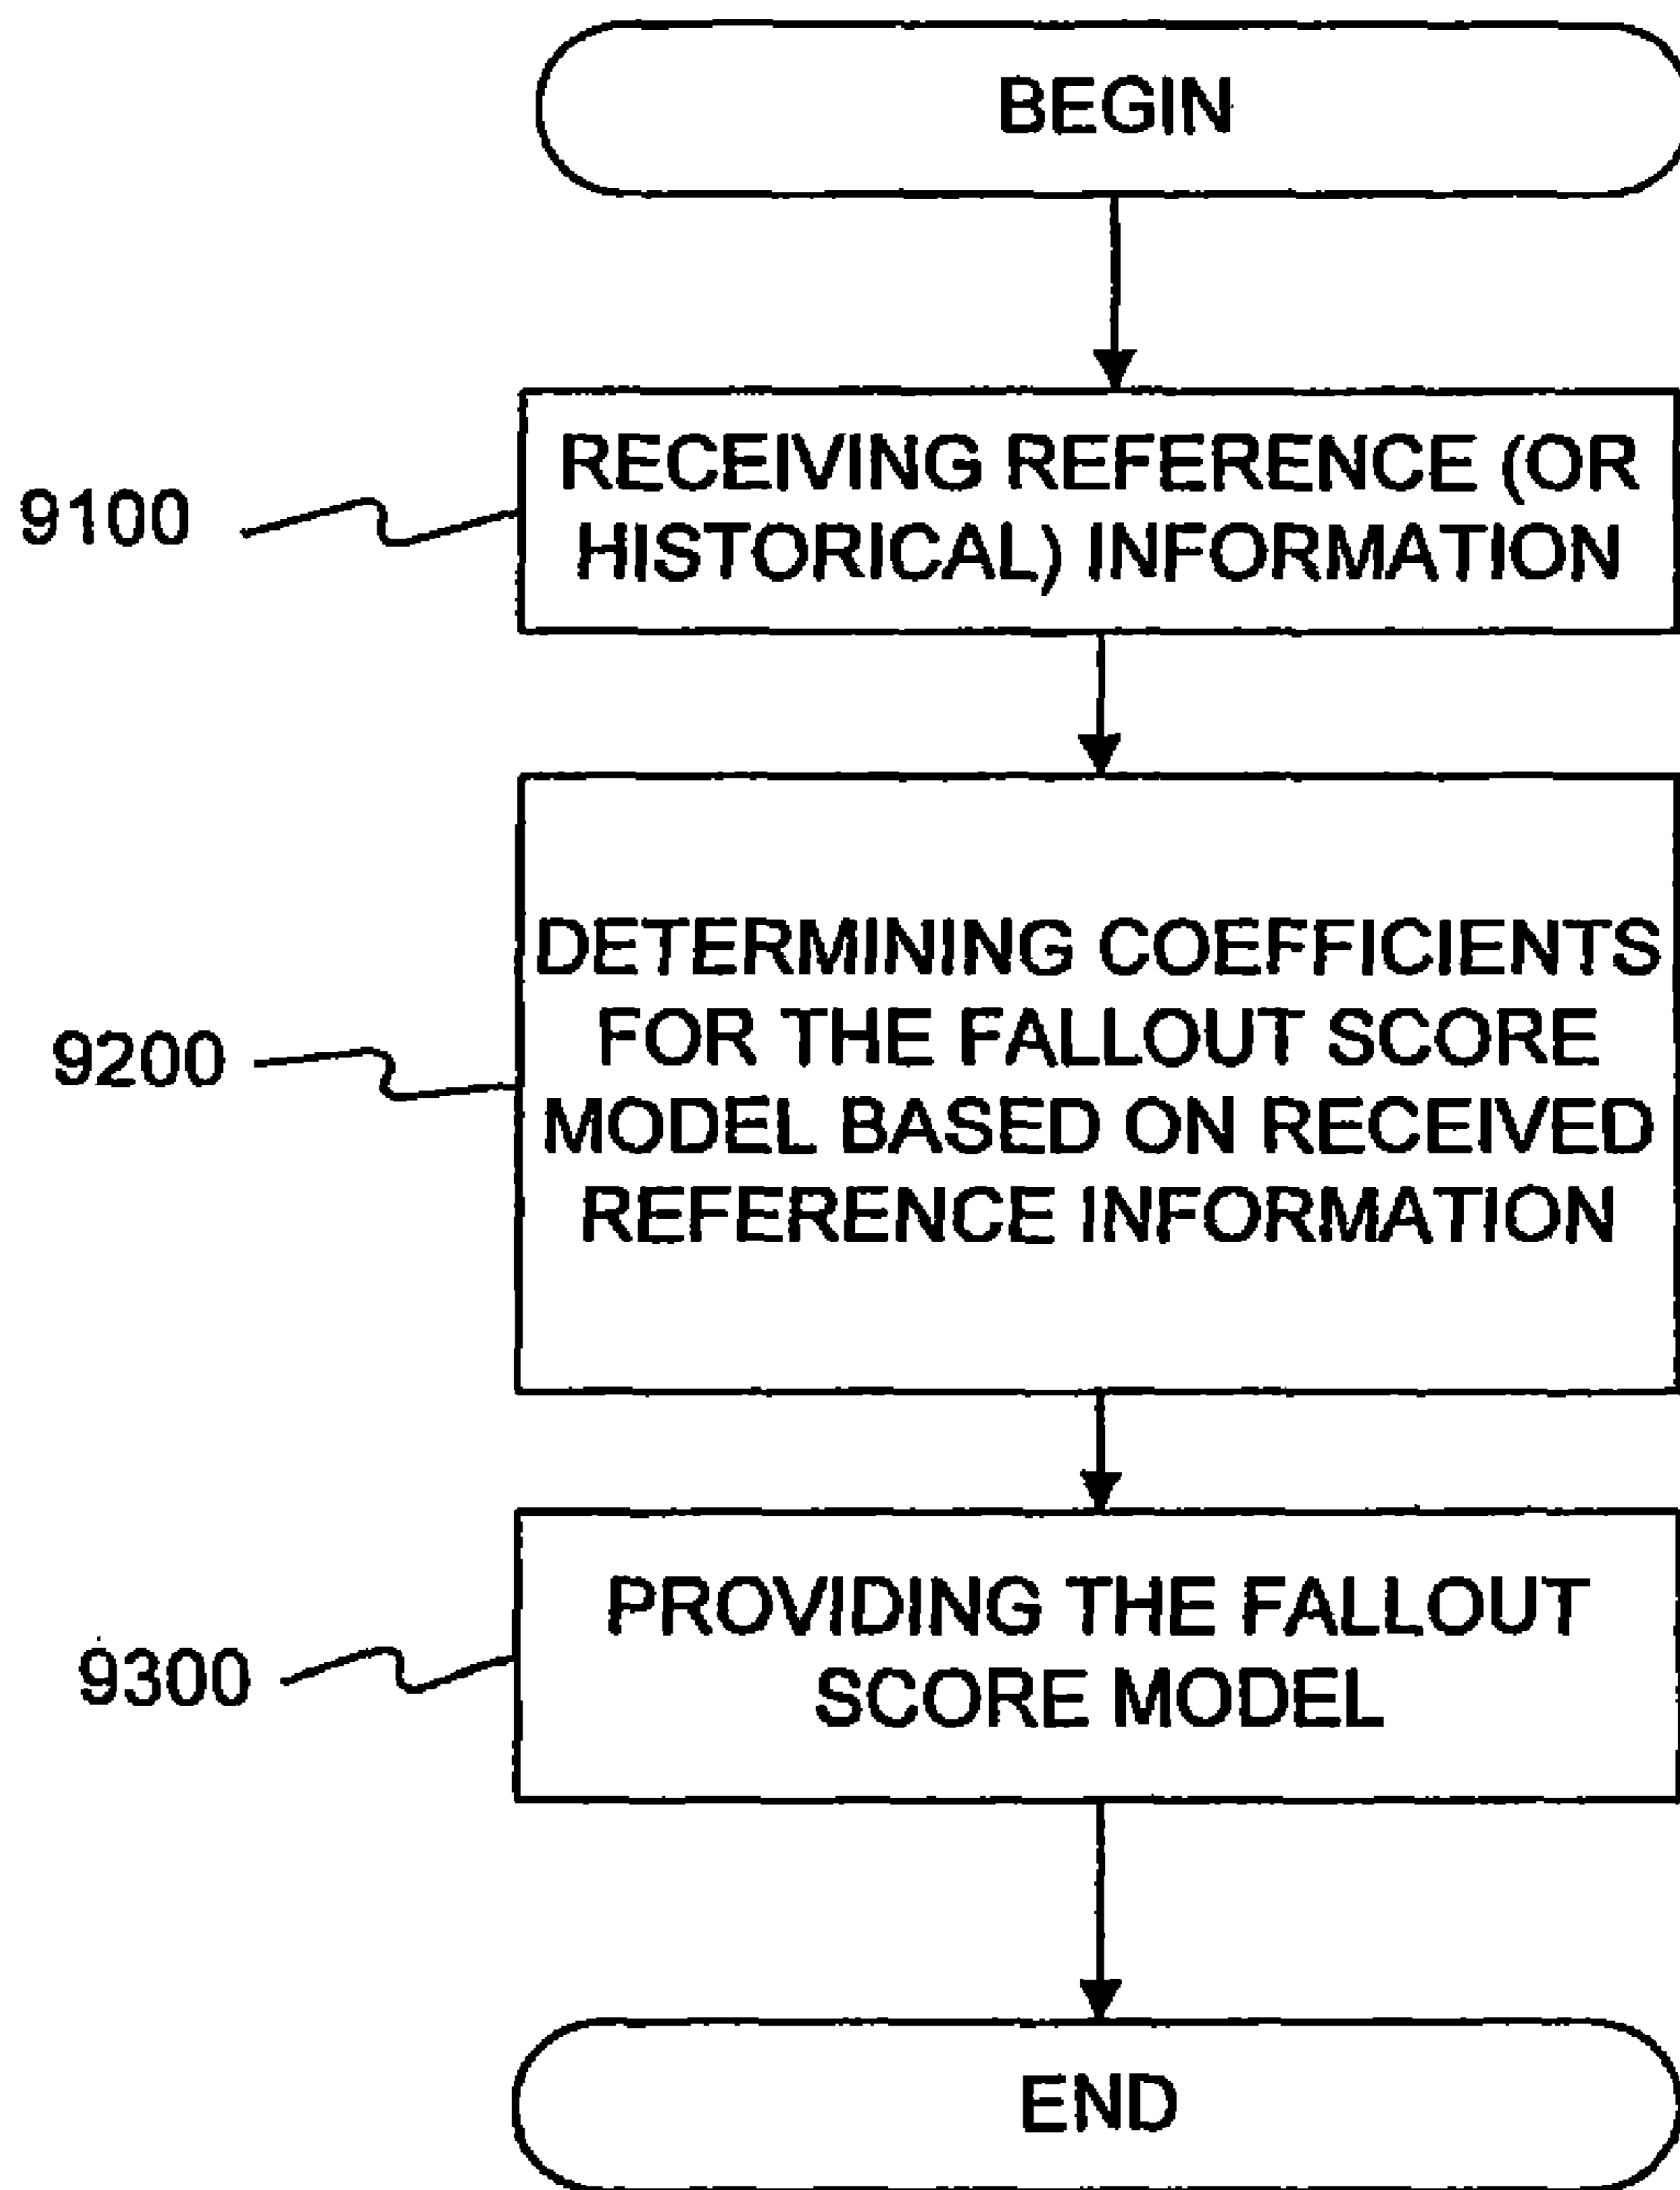 BEGIN
9100
RECEIVING REFERENCE (OR
HISTORICAL) INFORMATION
9200
DETERMINING COEFFICIENTS
FOR THE FALLOUT SCORE
MODEL BASED ON RECEIVED
REFERENCE INFORMATION
9300
PROVIDING THE FALLOUT
SCORE MODEL
END